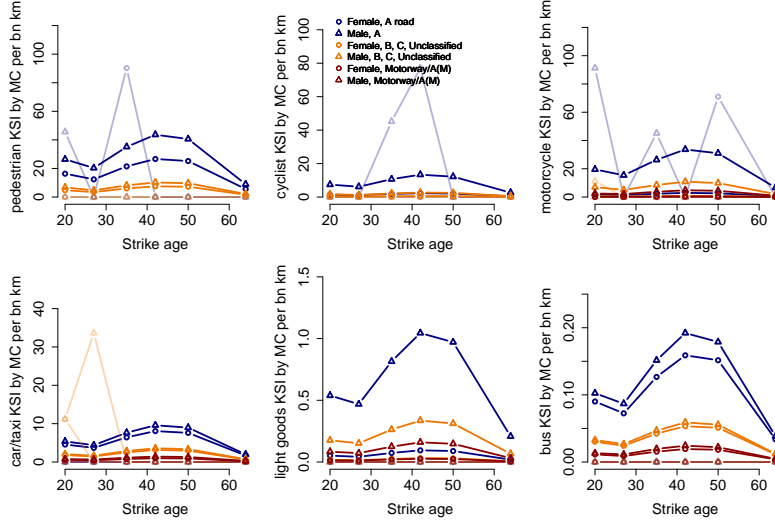 pedestrian KSI by MC per bn km
0 20 40 60 100
20 30 40 50 60
Strike age
cyclist KSI by MC per bn km
0 20 40 60 80 100
20 30 40 50 60
Strike age
Female, A road
Male, A
Female, B, C, Unclassified
Male, B, C, Unclassified
Female, Motorway/A(M)
Male, Motorway/A(M)
motorcycle KSI by MC per bn km
0 20 40 60 100
20 30 40 50 60
Strike age
car/taxi KSI by MC per bn km
0 10 20 30 40
20 30 40 50 60
Strike age
light goods KSI by MC per bn km
0.0 0.5 1.0 1.5
20 30 40 50 60
Strike age
bus KSI by MC per bn km
0.00 0.10 0.20
20 30 40 50 60
Strike age